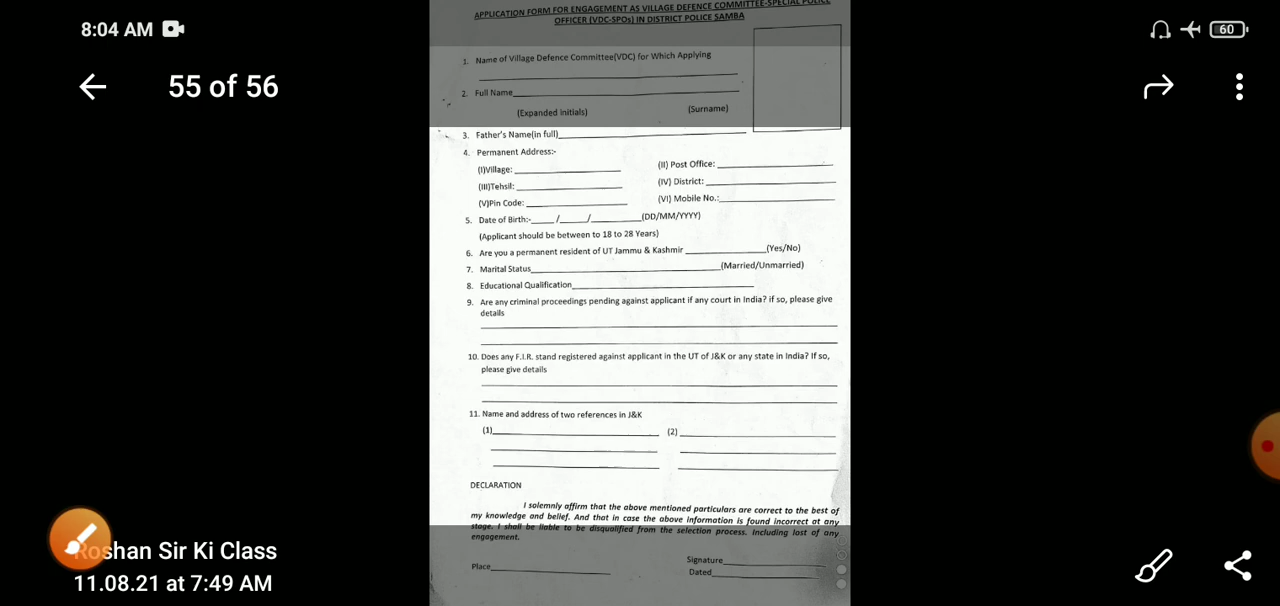 8:04 AM
60
55 of 56
APPLICATION FORM FOR ENGAGEMENT AS VILLAGE DEFENCE COMMITTEE-SPECIAL POLICE
OFFICER (VDC-SPOs) IN DISTRICT POLICE SAMBA
1. Name of Village Defence Committee(VDC) for Which Applying
2. Full Name
(Expanded Initials) (Surname)
3. Father's Name(in full)
4. Permanent Address:-
(I)Village: (II) Post Office:
(III)Tehsil: (IV) District:
(V)Pin Code: (VI) Mobile No.:
5. Date of Birth:- / / (DD/MM/YYYY)
(Applicant should be between to 18 to 28 Years)
6. Are you a permanent resident of UT Jammu & Kashmir (Yes/No)
7. Marital Status (Married/Unmarried)
8. Educational Qualification
9. Are any criminal proceedings pending against applicant if any court in India? if so, please give
details
10. Does any F.I.R. stand registered against applicant in the UT of J&K or any state in India? If so,
please give details
11. Name and address of two references in J&K
(1) (2)
DECLARATION
I solemnly affirm that the above mentioned particulars are correct to the best of
my knowledge and belief. And that in case the above information is found incorrect at any
stage. I shall be liable to be disqualified from the selection process. Including lost of any
engagement.
Place Signature
Dated
Roshan Sir Ki Class
11.08.21 at 7:49 AM